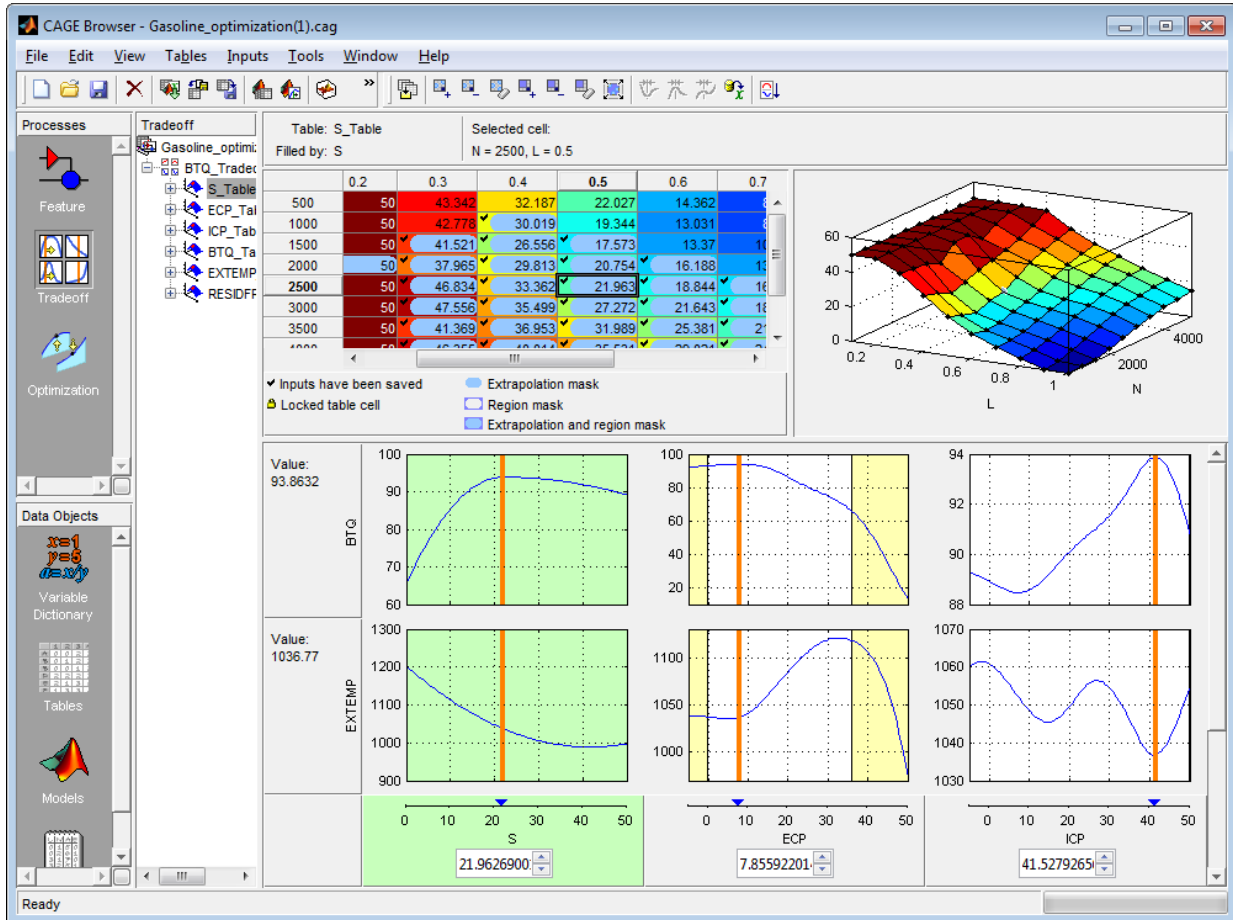 CAGE Browser - Gasoline_optimization(1).cag
File Edit View Tables Inputs Tools Window Help
»
Processes
Feature
Tradeoff
Optimization
Data Objects
x=1
y=5
a=x/y
Variable
Dictionary
Tables
Models
Tradeoff
Gasoline_optimi:
BTQ_Tradec
S_Table
ECP_Tal
ICP_Tab
BTQ_Ta
EXTEMP
RESIDFF
Table: S_Table
Filled by: S
Selected cell:
N = 2500, L = 0.5
0.2 0.3 0.4 0.5 0.6 0.7
500 50 43.342 32.187 22.027 14.362 8
1000 50 42.778 30.019 19.344 13.031 8
1500 50 41.521 26.556 17.573 13.37 10
2000 50 37.965 29.813 20.754 16.188 13
2500 50 46.834 33.362 21.963 18.844 16
3000 50 47.556 35.499 27.272 21.643 18
3500 50 41.369 36.953 31.989 25.381 21
Inputs have been saved
Locked table cell
Extrapolation mask
Region mask
Extrapolation and region mask
60
40
20
0
0.2 0.4 0.6 0.8 1
L
2000 4000
N
Value:
93.8632
BTQ
100
90
80
70
60
100
80
60
40
20
94
92
90
88
Value:
1036.77
EXTEMP
1300
1200
1100
1000
900
1100
1050
1000
1070
1060
1050
1040
1030
0 10 20 30 40 50
S
21.96269001
0 10 20 30 40 50
ECP
7.85592201
0 10 20 30 40 50
ICP
41.5279265
Ready